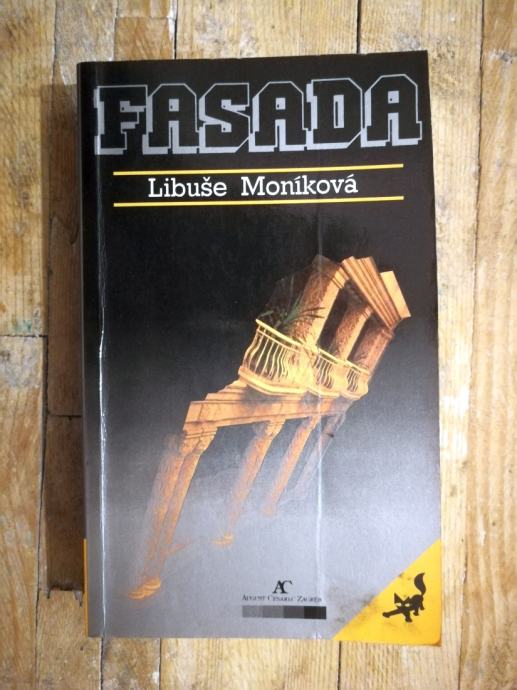 FASADA
Libuše Moníková
AC
AUGUST CESAREC ZAGREB